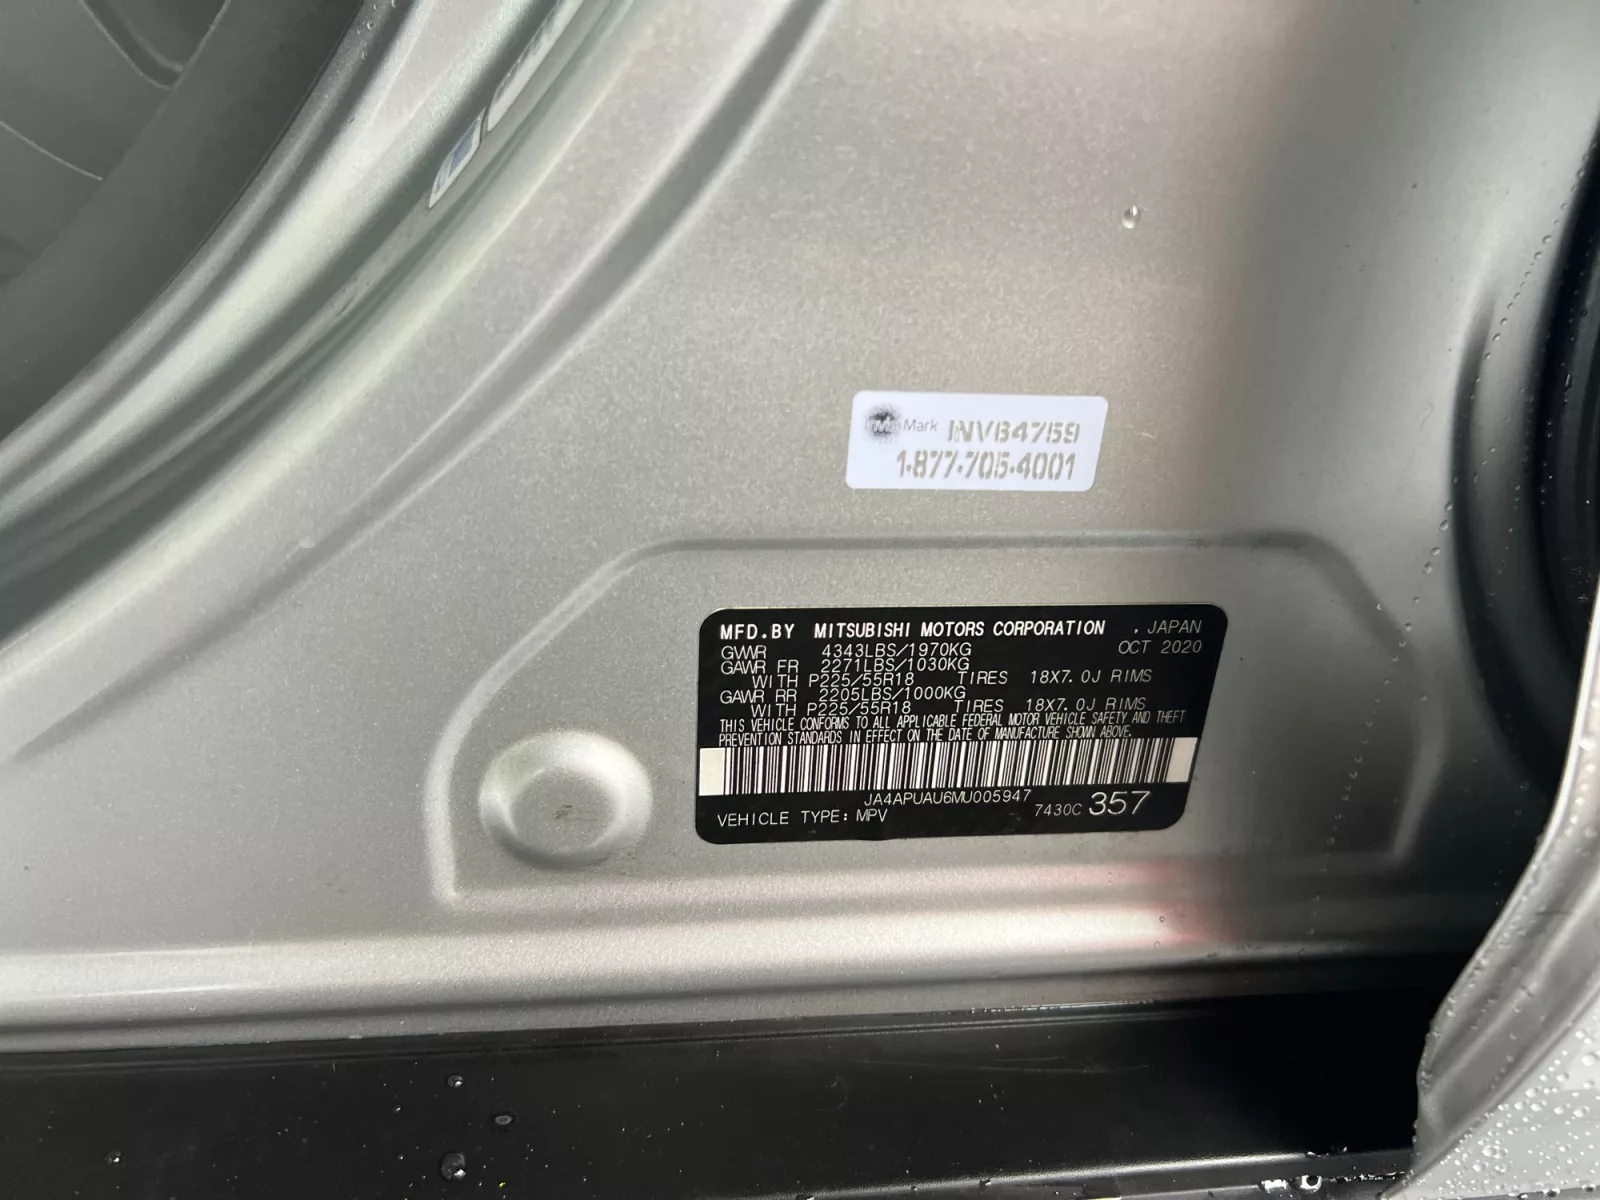 Mark INV64759
1-877-705-4001
MFD.BY MITSUBISHI MOTORS CORPORATION . JAPAN
OCT 2020
GVWR 4343LBS/1970KG
GAWR FR 2271LBS/1030KG
WITH P225/55R18 TIRES 18X7.0J RIMS
GAWR RR 2205LBS/1000KG
WITH P225/55R18 TIRES 18X7.0J RIMS
THIS VEHICLE CONFORMS TO ALL APPLICABLE FEDERAL MOTOR VEHICLE SAFETY AND THEFT
PREVENTION STANDARDS IN EFFECT ON THE DATE OF MANUFACTURE SHOWN ABOVE.
JA4APUAU6MU005947
VEHICLE TYPE: MPV 7430C 357